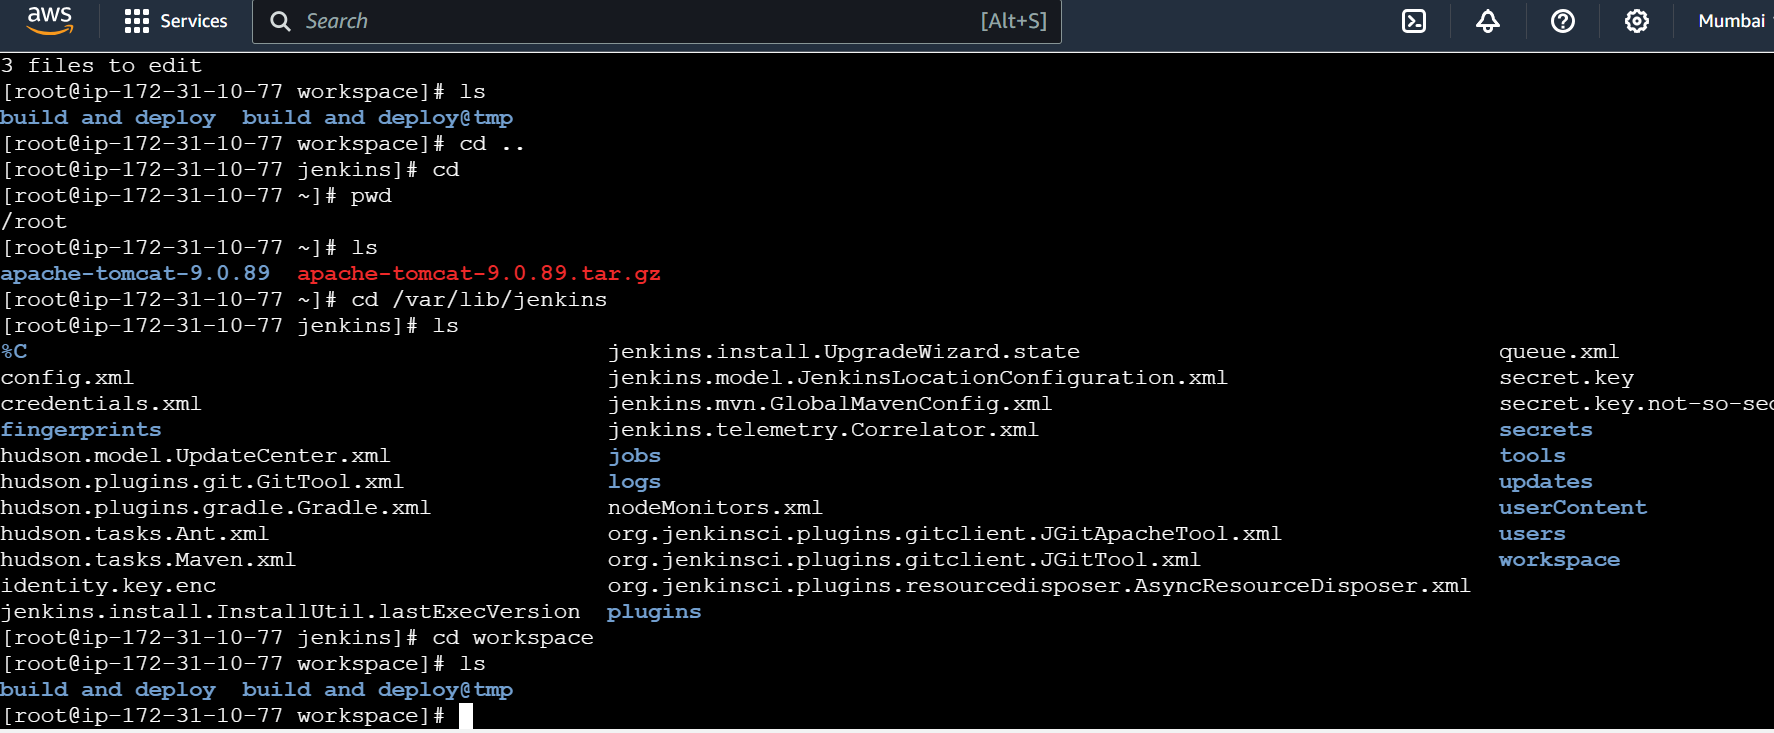 aws Services Search [Alt+S] Mumbai
3 files to edit
[root@ip-172-31-10-77 workspace]# ls
build and deploy  build and deploy@tmp
[root@ip-172-31-10-77 workspace]# cd ..
[root@ip-172-31-10-77 jenkins]# cd
[root@ip-172-31-10-77 ~]# pwd
/root
[root@ip-172-31-10-77 ~]# ls
apache-tomcat-9.0.89  apache-tomcat-9.0.89.tar.gz
[root@ip-172-31-10-77 ~]# cd /var/lib/jenkins
[root@ip-172-31-10-77 jenkins]# ls
%C  jenkins.install.UpgradeWizard.state  queue.xml
config.xml  jenkins.model.JenkinsLocationConfiguration.xml  secret.key
credentials.xml  jenkins.mvn.GlobalMavenConfig.xml  secret.key.not-so-sec
fingerprints  jenkins.telemetry.Correlator.xml  secrets
hudson.model.UpdateCenter.xml  jobs  tools
hudson.plugins.git.GitTool.xml  logs  updates
hudson.plugins.gradle.Gradle.xml  nodeMonitors.xml  userContent
hudson.tasks.Ant.xml  org.jenkinsci.plugins.gitclient.JGitApacheTool.xml  users
hudson.tasks.Maven.xml  org.jenkinsci.plugins.gitclient.JGitTool.xml  workspace
identity.key.enc  org.jenkinsci.plugins.resourcedisposer.AsyncResourceDisposer.xml
jenkins.install.InstallUtil.lastExecVersion  plugins
[root@ip-172-31-10-77 jenkins]# cd workspace
[root@ip-172-31-10-77 workspace]# ls
build and deploy  build and deploy@tmp
[root@ip-172-31-10-77 workspace]#